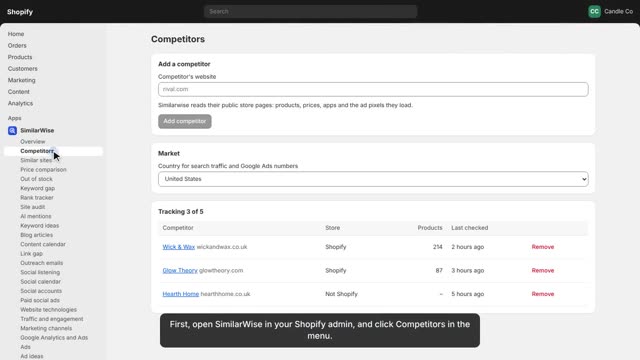 Shopify
Search
CC Candle Co
Home
Orders
Products
Customers
Marketing
Content
Analytics
Apps
SimilarWise
Overview
Competitors
Similar sites
Price comparison
Out of stock
Keyword gap
Rank tracker
Site audit
AI mentions
Keyword ideas
Blog articles
Content calendar
Link gap
Outreach emails
Social listening
Social calendar
Social accounts
Paid social ads
Website technologies
Traffic and engagement
Marketing channels
Google Analytics and Ads
Ads
Ad ideas
Competitors
Add a competitor
Competitor's website
rival.com
Similarwise reads their public store pages: products, prices, apps and the ad pixels they load.
Add competitor
Market
Country for search traffic and Google Ads numbers
United States
Tracking 3 of 5
Competitor Store Products Last checked
Wick & Wax wickandwax.co.uk Shopify 214 2 hours ago Remove
Glow Theory glowtheory.com Shopify 87 3 hours ago Remove
Hearth Home hearthhome.co.uk Not Shopify – 5 hours ago Remove
First, open SimilarWise in your Shopify admin, and click Competitors in the
menu.